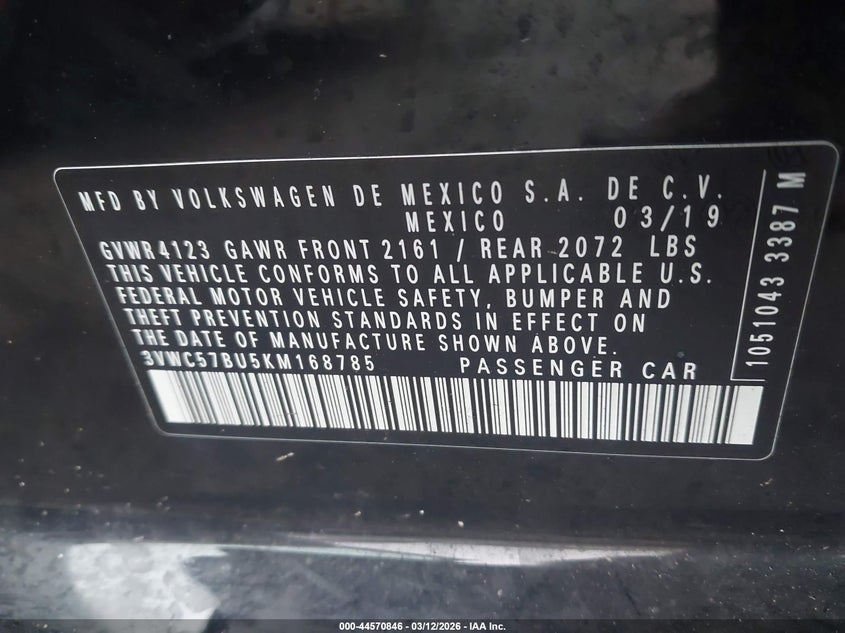 MFD BY VOLKSWAGEN DE MEXICO S.A. DE C.V.
MEXICO 03/19
GVWR4123 GAWR FRONT 2161 / REAR 2072 LBS
THIS VEHICLE CONFORMS TO ALL APPLICABLE U.S.
FEDERAL MOTOR VEHICLE SAFETY, BUMPER AND
THEFT PREVENTION STANDARDS IN EFFECT ON
THE DATE OF MANUFACTURE SHOWN ABOVE.
3VWC57BU5KM168785 PASSENGER CAR
1051043 3387 M
000-44570846 - 03/12/2026 - IAA Inc.